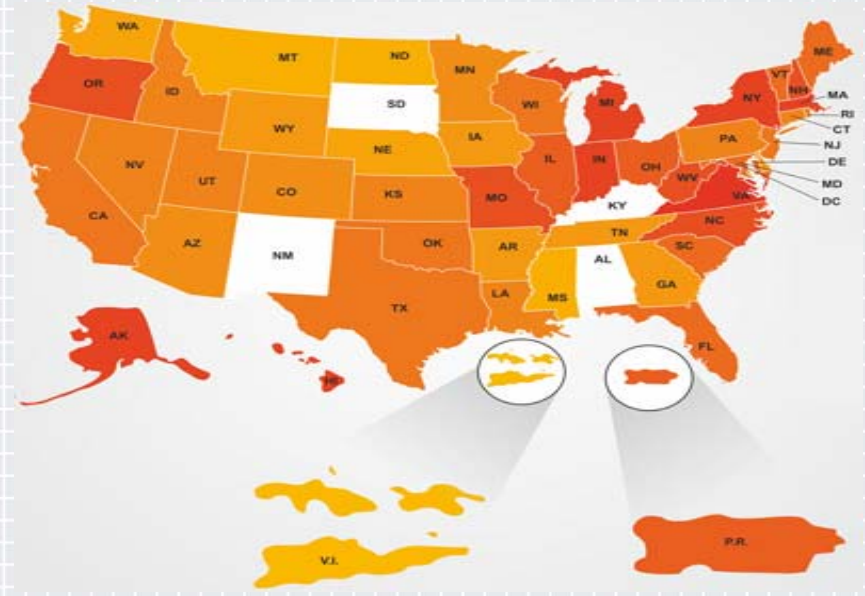 WA
MT
ND
MN
ME
VT
NH
OR
ID
SD
WI
MI
NY
MA
RI
CT
WY
IA
PA
NJ
NE
DE
NV
UT
CO
KS
IL
IN
OH
WV
VA
MD
DC
CA
MO
KY
NC
AZ
OK
AR
TN
SC
NM
AL
GA
TX
LA
MS
AK
FL
HI
V.I.
P.R.